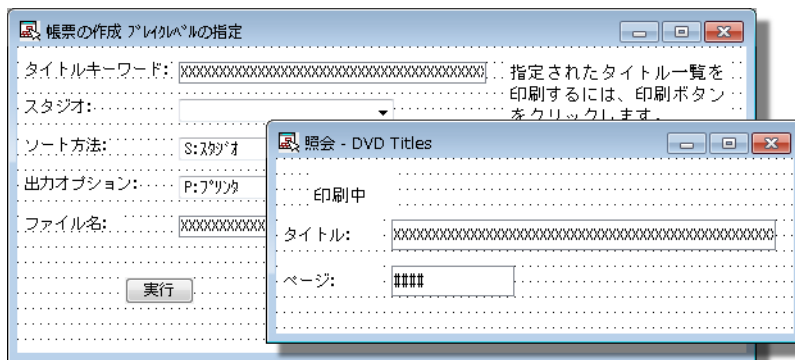 帳票の作成 ﾌﾞﾚｲｸﾚﾍﾞﾙの指定
タイトルキーワード: XXXXXXXXXXXXXXXXXXXXXXXXXXXXXXXXXXXXXXXX
指定されたタイトル一覧を
印刷するには、印刷ボタン
をクリックします.
スタジオ:
ソート方法: S:ｽﾀｼﾞｵ
出力オプション: P:ﾌﾟﾘﾝﾀ
ファイル名: XXXXXXXXXXX
実行
照会 - DVD Titles
印刷中
タイトル: XXXXXXXXXXXXXXXXXXXXXXXXXXXXXXXXXXXXXXXXXXXXXXXXXX
ページ: ####